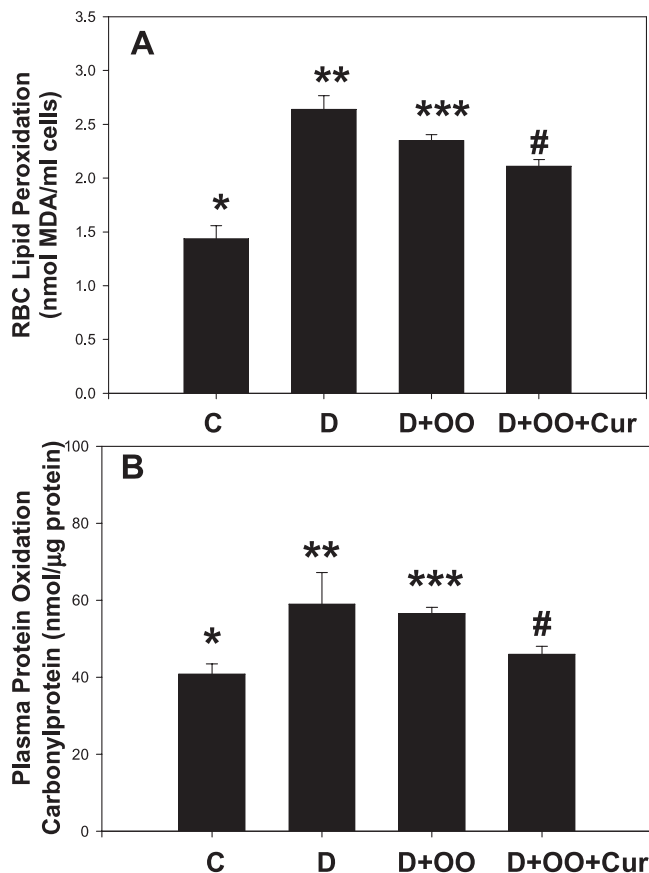 A
RBC Lipid Peroxidation
(nmol MDA/ml cells)
3.5
3.0
2.5
2.0
1.5
1.0
0.5
0.0
*
**
***
#
C D D+OO D+OO+Cur
B
Plasma Protein Oxidation
Carbonylprotein (nmol/µg protein)
100
80
60
40
20
0
*
**
***
#
C D D+OO D+OO+Cur